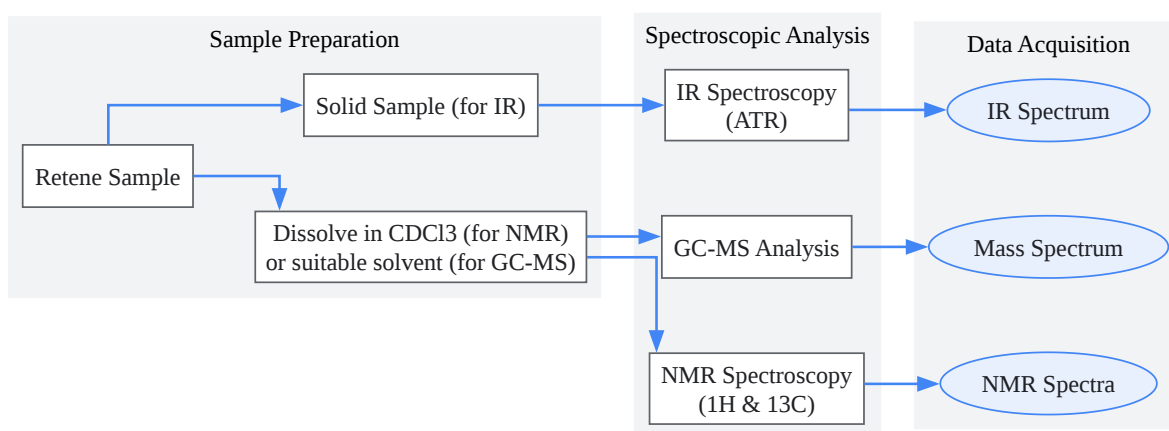 Sample Preparation
Spectroscopic Analysis
Data Acquisition
Solid Sample (for IR)
IR Spectroscopy
(ATR)
IR Spectrum
Retene Sample
Dissolve in CDCl3 (for NMR)
or suitable solvent (for GC-MS)
GC-MS Analysis
Mass Spectrum
NMR Spectroscopy
(1H & 13C)
NMR Spectra